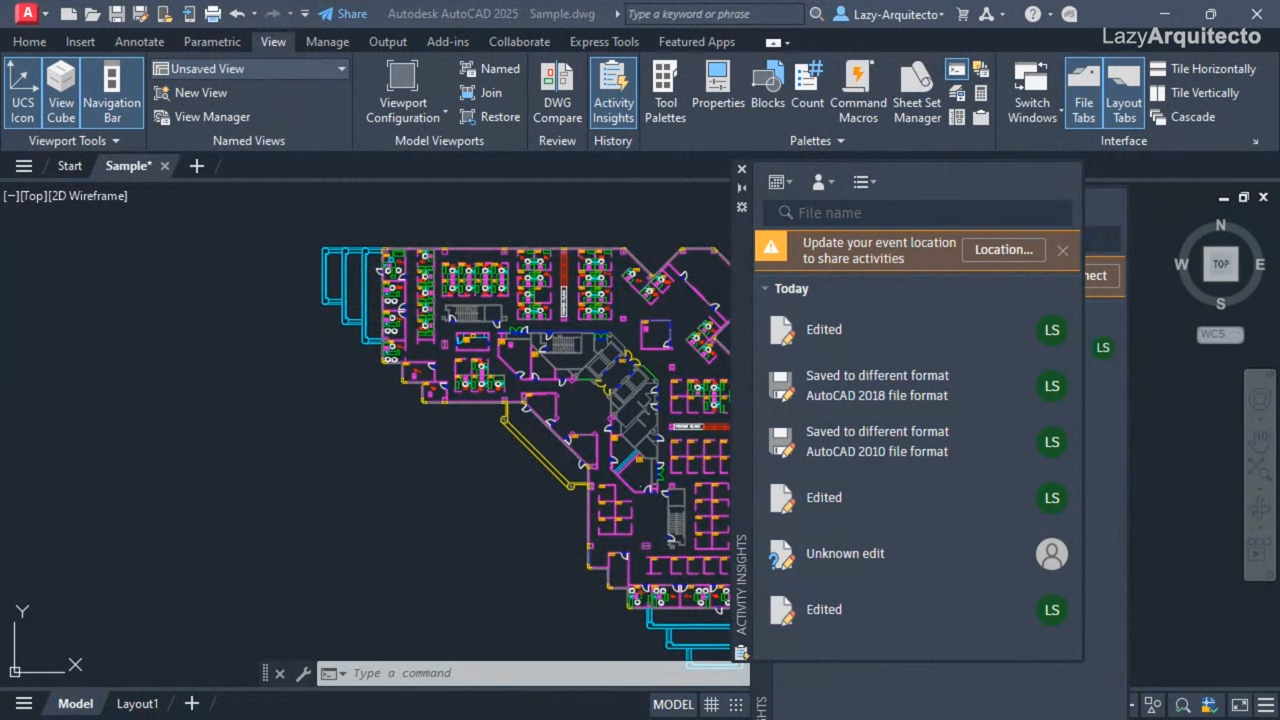 A Share Autodesk AutoCAD 2025 Sample.dwg Type a keyword or phrase Lazy-Arquitecto
Home Insert Annotate Parametric View Manage Output Add-ins Collaborate Express Tools Featured Apps
LazyArquitecto
UCS Icon
View Cube
Navigation Bar
Viewport Tools
Unsaved View
New View
View Manager
Named Views
Viewport Configuration
Named
Join
Restore
Model Viewports
DWG Compare
Review
Activity Insights
History
Tool Palettes
Properties
Blocks
Count
Command Macros
Sheet Set Manager
Palettes
Switch Windows
File Tabs
Layout Tabs
Tile Horizontally
Tile Vertically
Cascade
Interface
Start Sample*
[−][Top][2D Wireframe]
File name
Update your event location
to share activities
Location...
nect
Today
Edited LS
LS
Saved to different format
AutoCAD 2018 file format
LS
Saved to different format
AutoCAD 2010 file format
LS
Edited LS
Unknown edit
Edited LS
ACTIVITY INSIGHTS
HTS
N
W TOP E
S
WCS
Y
X
Type a command
Model Layout1 MODEL